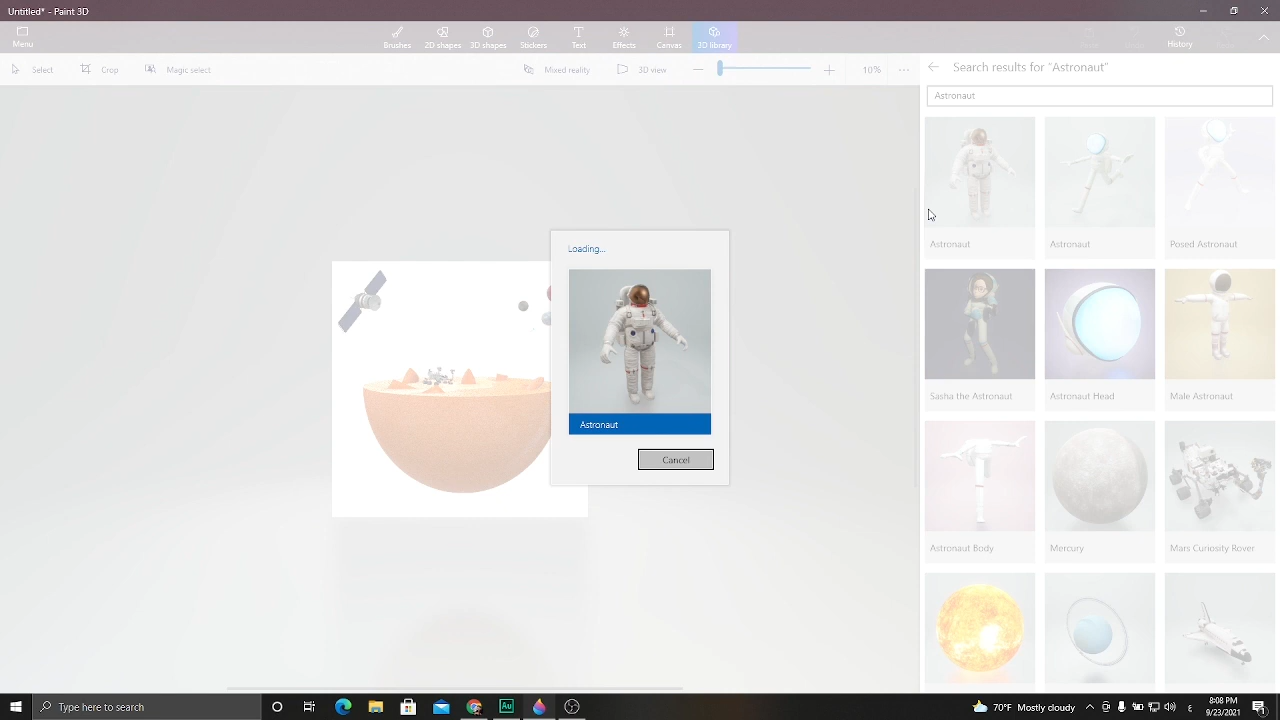 Untitled* - Paint 3D
Menu
Brushes
2D shapes
3D shapes
Stickers
Text
Effects
Canvas
3D library
History
Select
Crop
Magic select
Mixed reality
3D view
10%
Search results for "Astronaut"
Astronaut
Astronaut
Astronaut
Posed Astronaut
Loading...
Astronaut
Cancel
Sasha the Astronaut
Astronaut Head
Male Astronaut
Astronaut Body
Mercury
Mars Curiosity Rover
Type here to search
Au
70°F Mostly cloudy
8:08 PM
9/23/2021